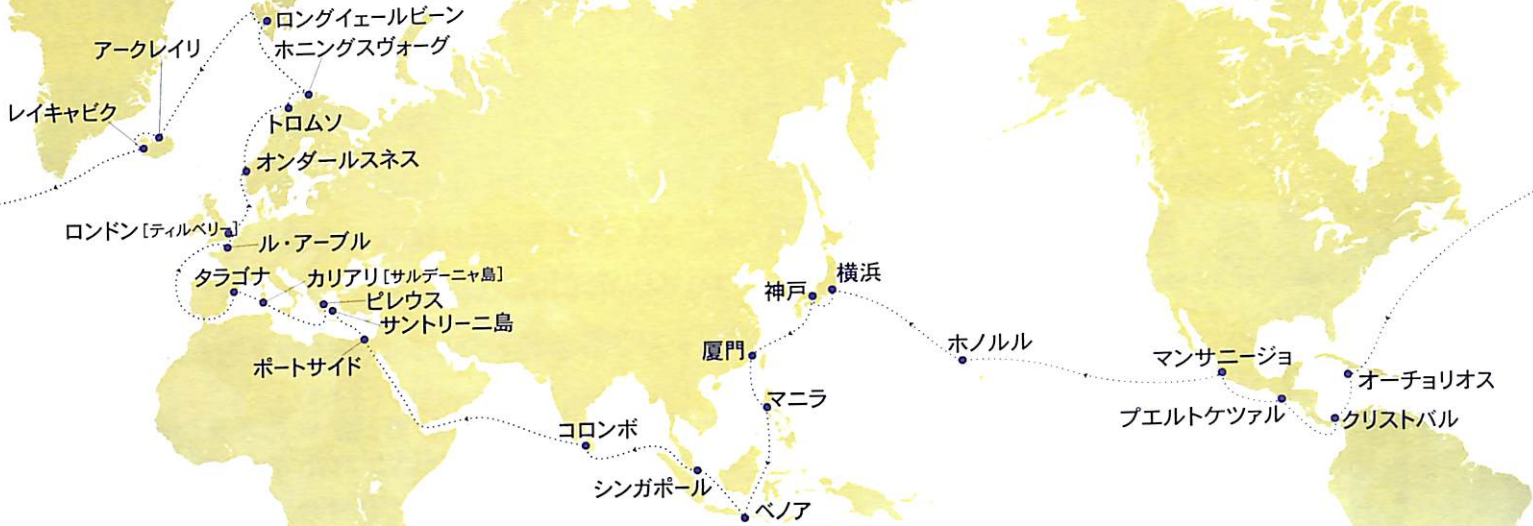 ロングイェールビーン
アークレイリ
ホニングスヴォーグ
レイキャビク
トロムソ
オンダールスネス
ロンドン[ティルベリー]
ル・アーブル
タラゴナ
カリアリ[サルデーニャ島]
ピレウス
サントリーニ島
ポートサイド
横浜
神戸
厦門
マニラ
コロンボ
シンガポール
ベノア
ホノルル
マンサニージョ
オーチョリオス
プエルトケツァル
クリストバル